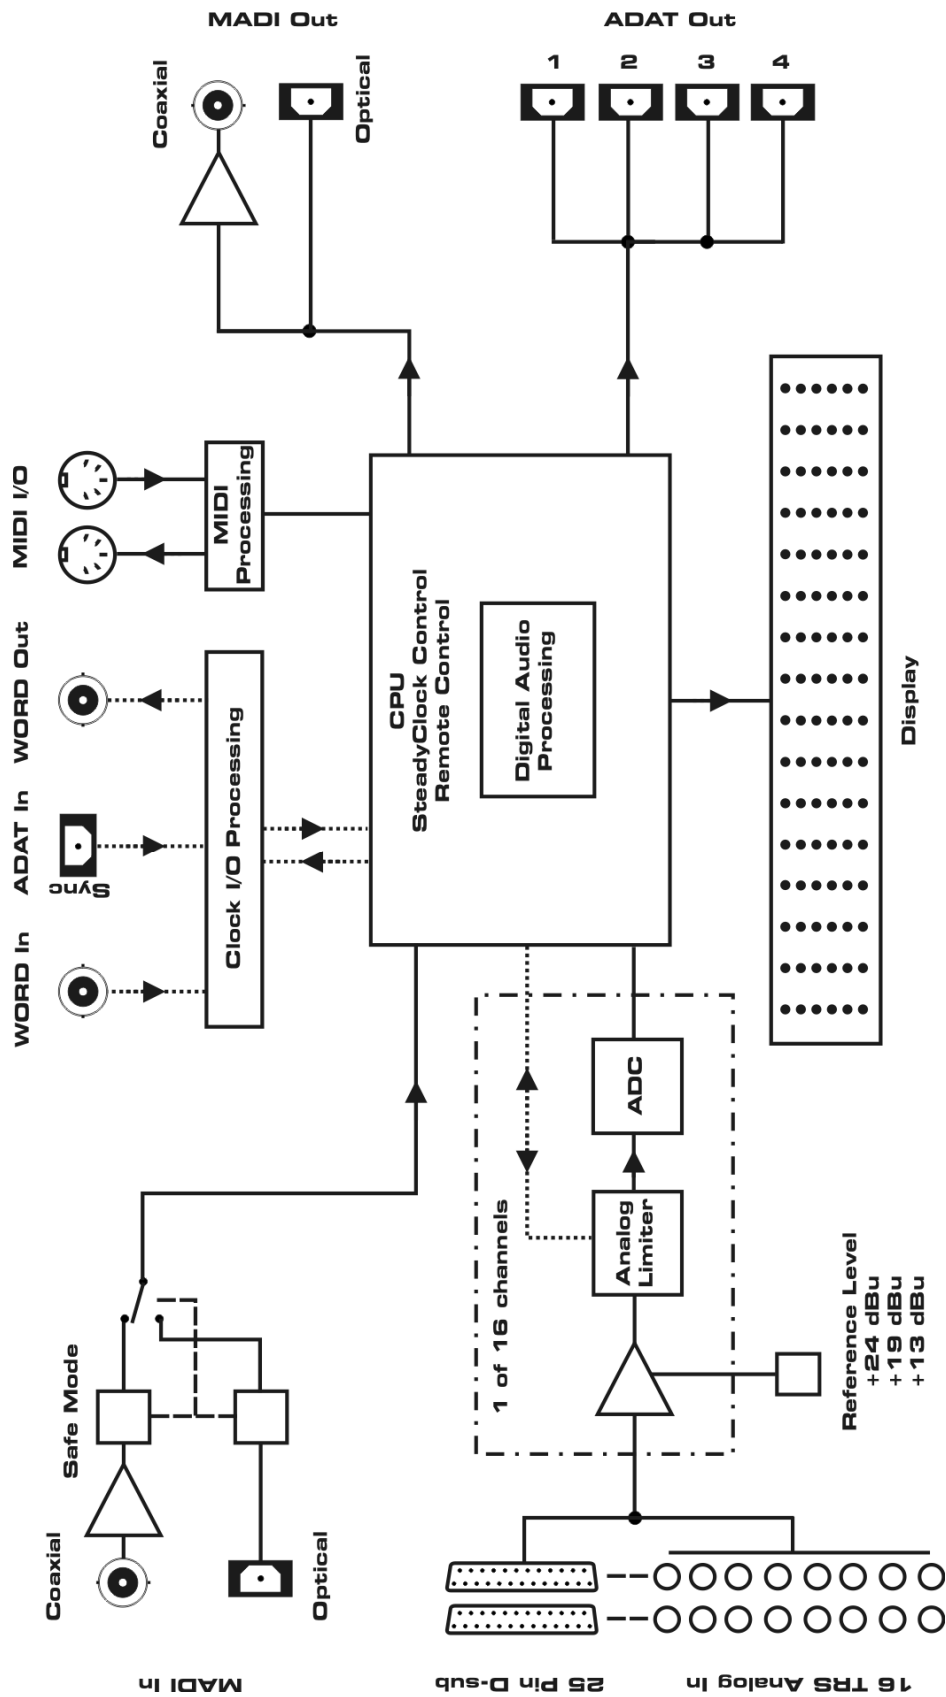 MADI Out
ADAT Out
Coaxial
Optical
1
2
3
4
MIDI I/O
MIDI
Processing
WORD Out
ADAT In
Sync
WORD In
Clock I/O Processing
CPU
SteadyClock Control
Remote Control
Digital Audio
Processing
Display
1 of 16 channels
ADC
Analog
Limiter
Reference Level
+24 dBu
+19 dBu
+13 dBu
Safe Mode
Coaxial
Optical
MADI In
25 Pin D-sub
16 TRS Analog In